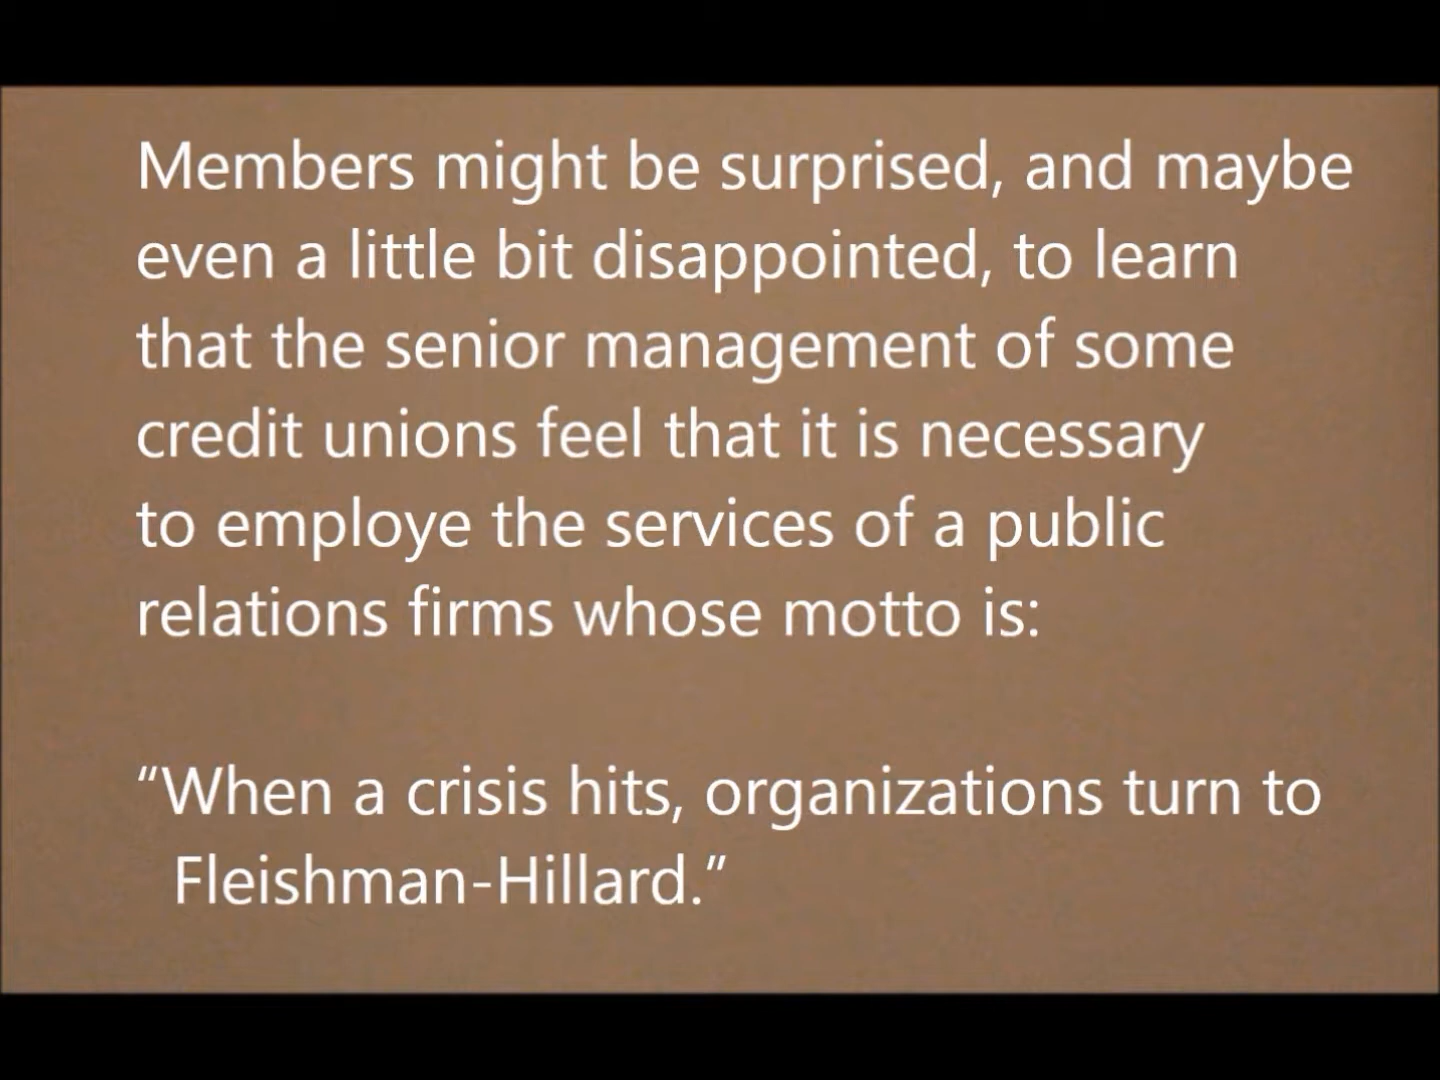 Members might be surprised, and maybe
even a little bit disappointed, to learn
that the senior management of some
credit unions feel that it is necessary
to employe the services of a public
relations firms whose motto is:
“When a crisis hits, organizations turn to
Fleishman-Hillard.”